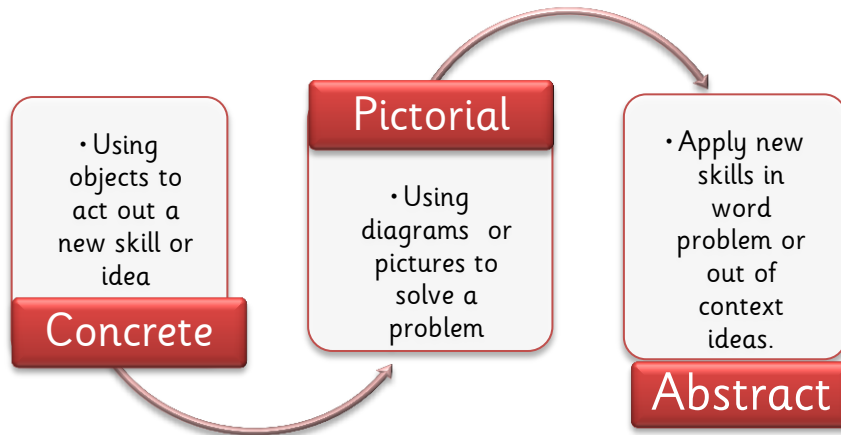 • Using
objects to
act out a
new skill or
idea
Concrete
Pictorial
• Using
diagrams or
pictures to
solve a
problem
• Apply new
skills in
word
problem or
out of
context
ideas.
Abstract